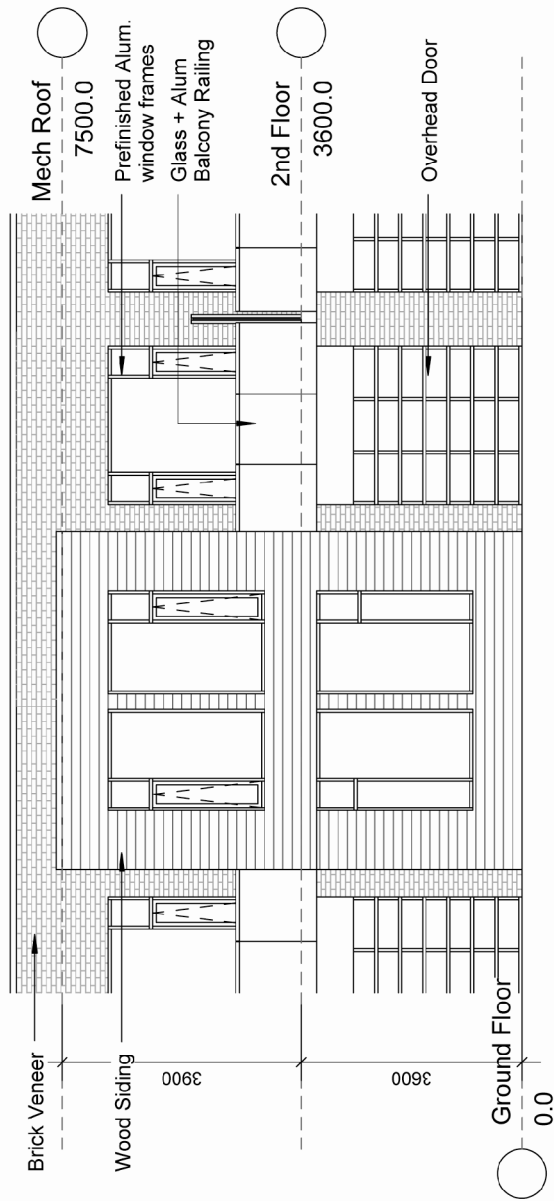 Mech Roof
7500.0
Prefinished Alum.
window frames
Glass + Alum
Balcony Railing
2nd Floor
3600.0
Overhead Door
Brick Veneer
Wood Siding
3900
3600
Ground Floor
0.0